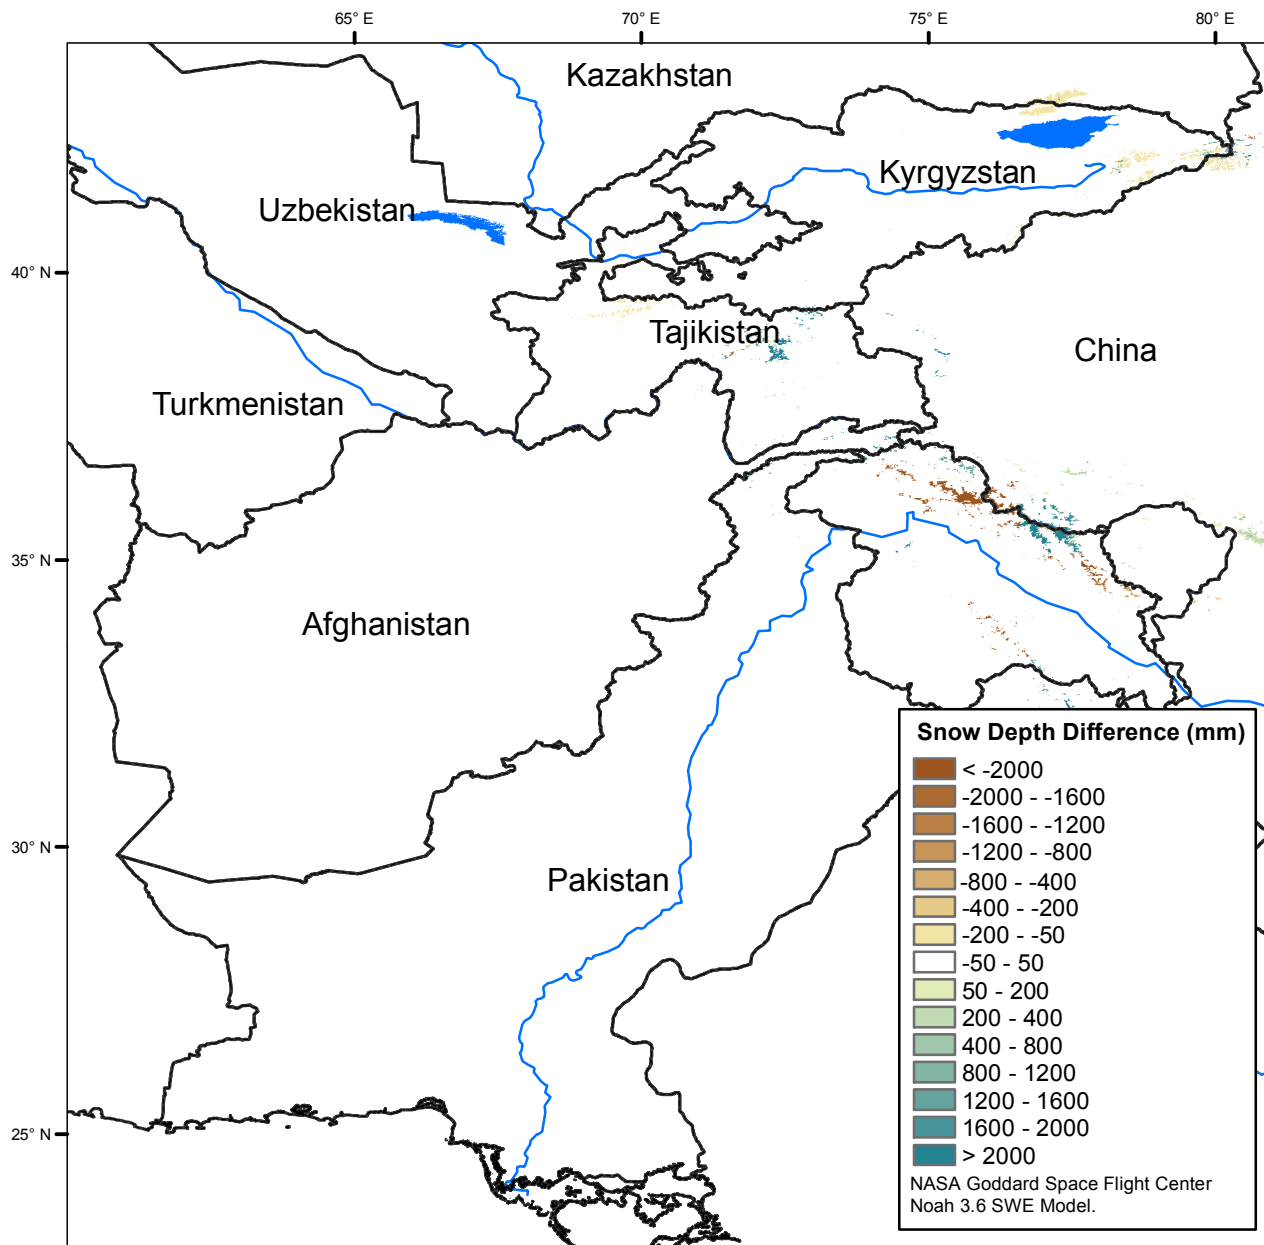 65° E 70° E 75° E 80° E
Kazakhstan
Kyrgyzstan
Uzbekistan
40° N
Tajikistan
China
Turkmenistan
35° N
Afghanistan
30° N
Pakistan
25° N
Snow Depth Difference (mm)
< -2000
-2000 - -1600
-1600 - -1200
-1200 - -800
-800 - -400
-400 - -200
-200 - -50
-50 - 50
50 - 200
200 - 400
400 - 800
800 - 1200
1200 - 1600
1600 - 2000
> 2000
NASA Goddard Space Flight Center
Noah 3.6 SWE Model.